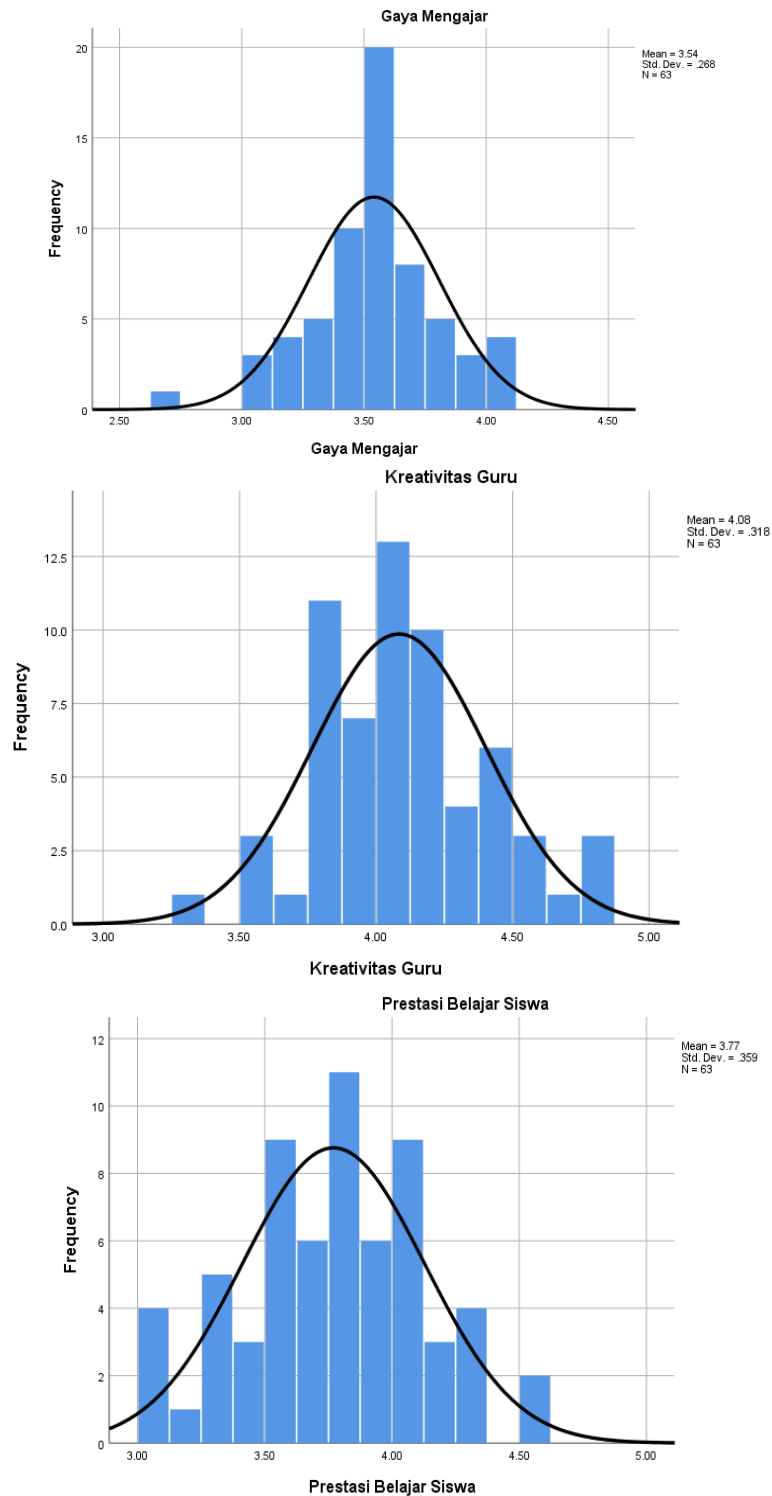 Gaya Mengajar
Mean = 3.54
Std. Dev. = .268
N = 63
20
15
10
5
0
Frequency
2.50 3.00 3.50 4.00 4.50
Gaya Mengajar
Kreativitas Guru
Mean = 4.08
Std. Dev. = .318
N = 63
12.5
10.0
7.5
5.0
2.5
0.0
Frequency
3.00 3.50 4.00 4.50 5.00
Kreativitas Guru
Prestasi Belajar Siswa
Mean = 3.77
Std. Dev. = .359
N = 63
12
10
8
6
4
2
0
Frequency
3.00 3.50 4.00 4.50 5.00
Prestasi Belajar Siswa